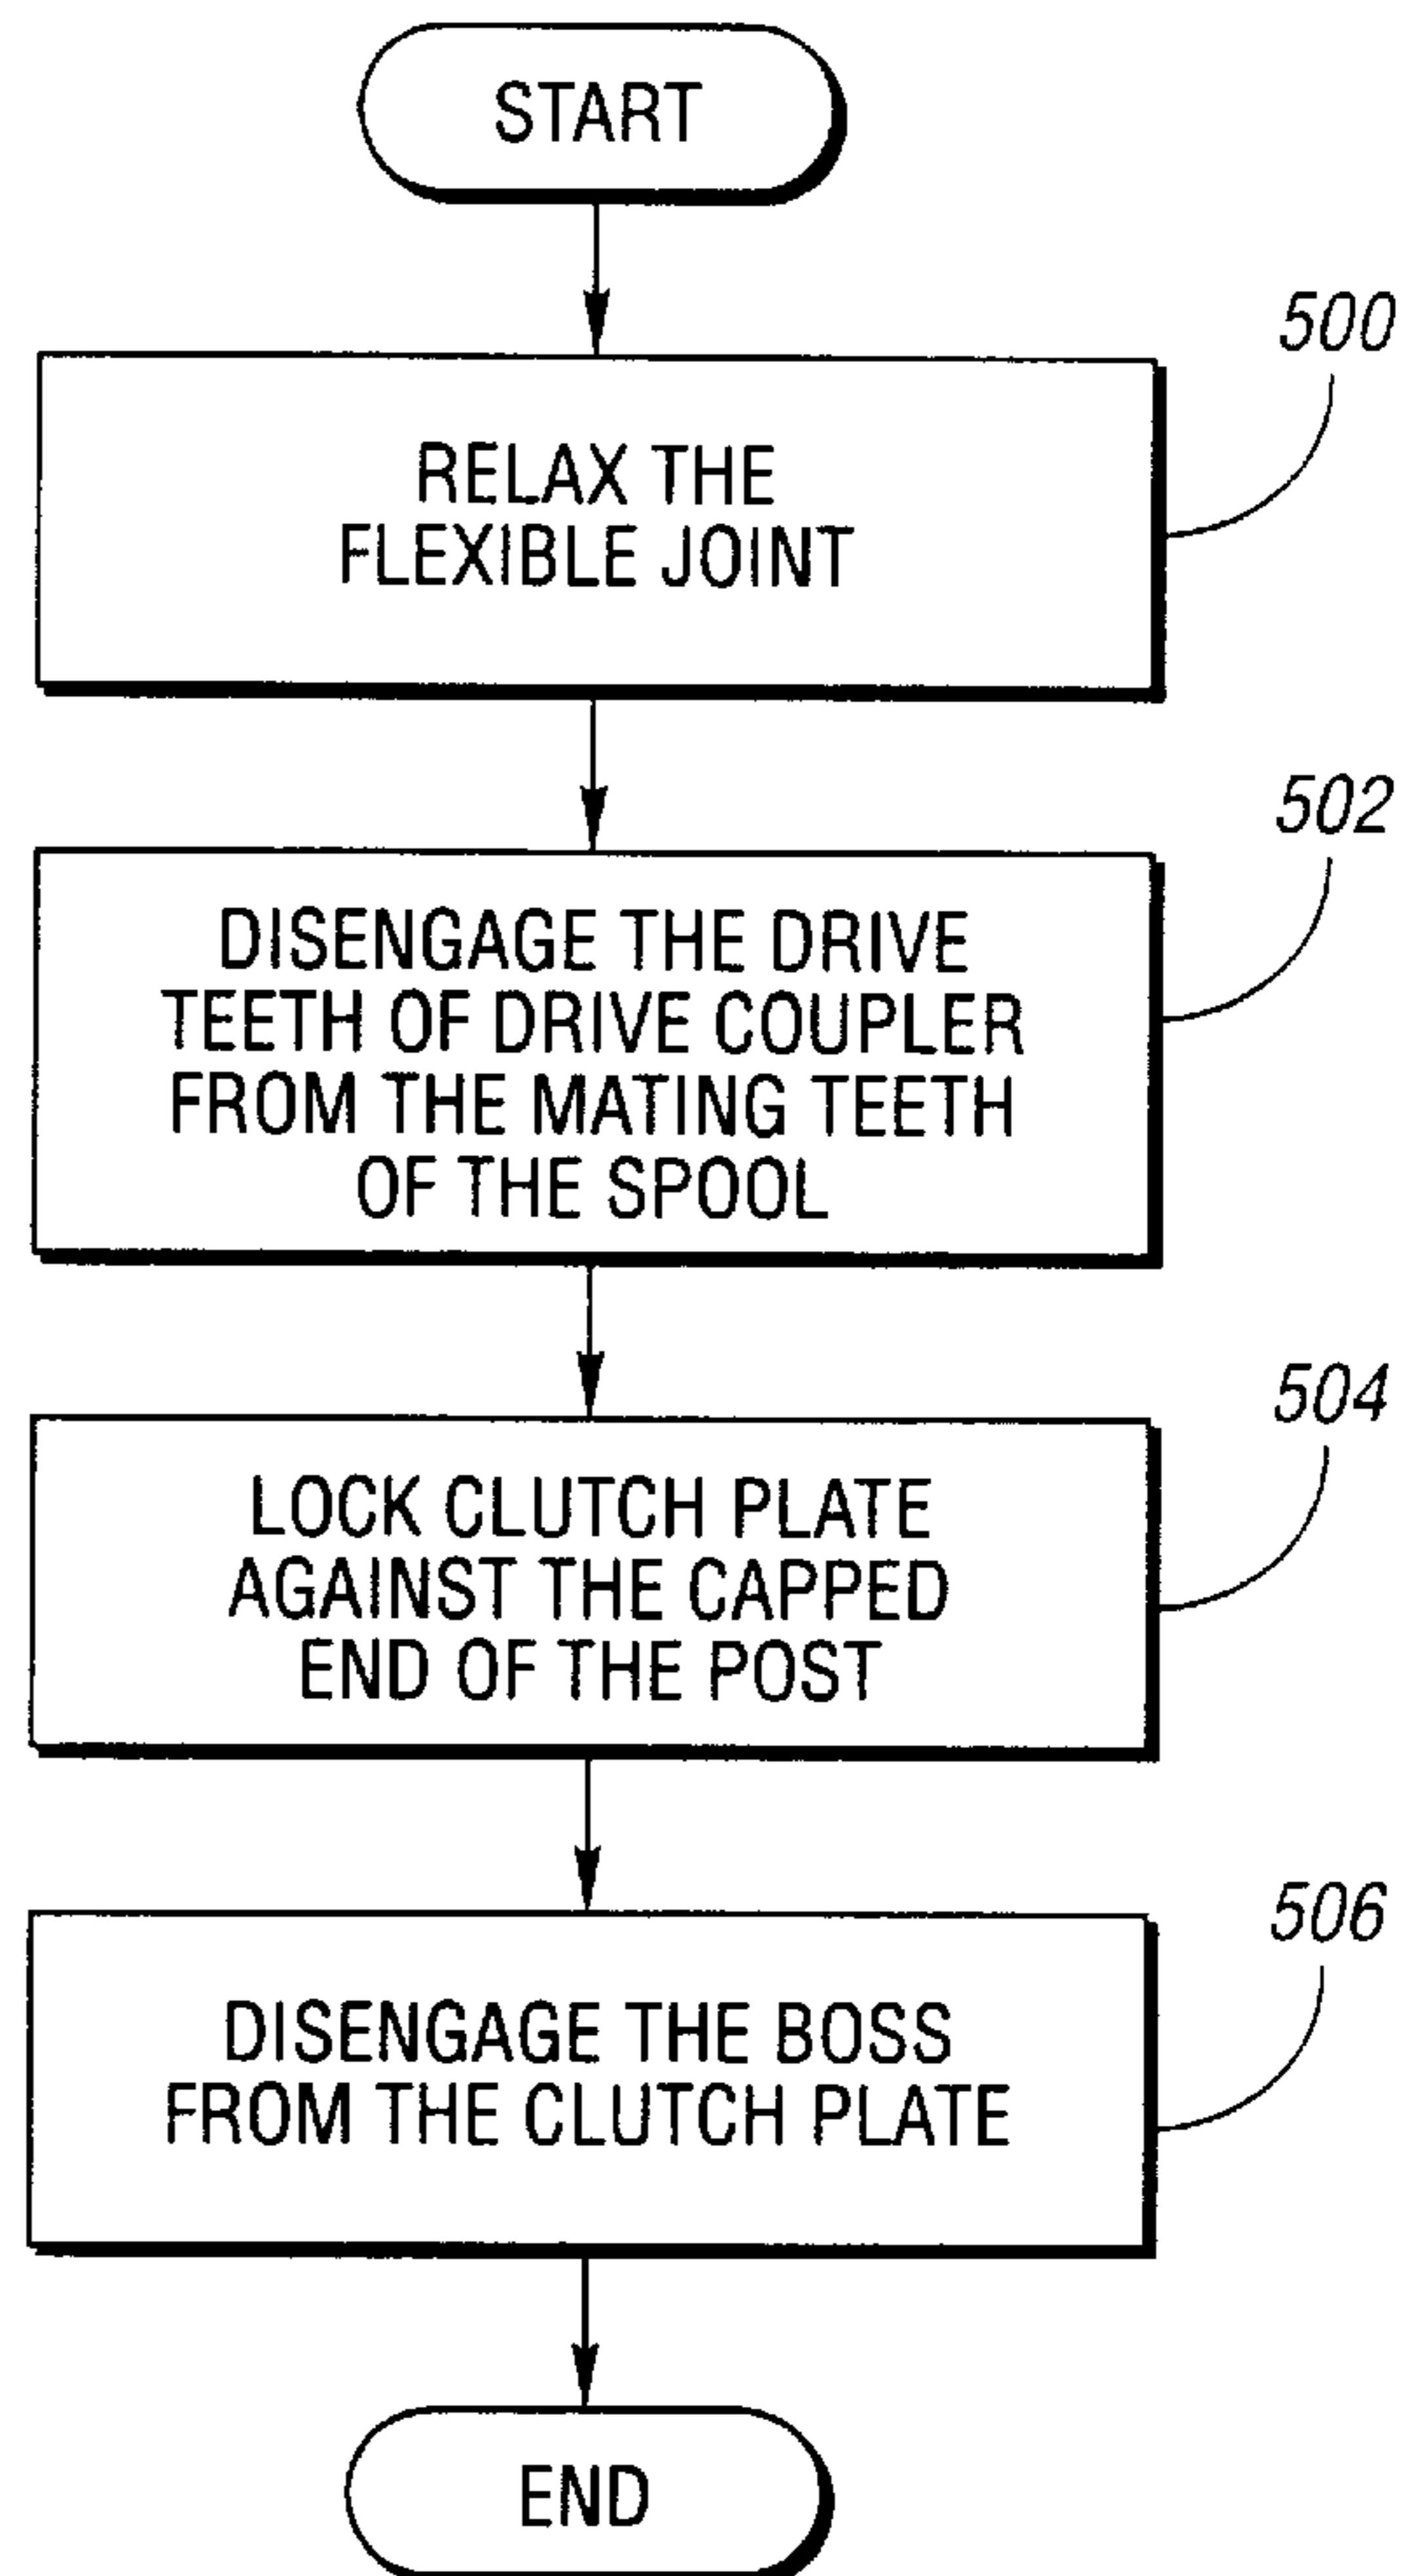 START
500
RELAX THE
FLEXIBLE JOINT
502
DISENGAGE THE DRIVE
TEETH OF DRIVE COUPLER
FROM THE MATING TEETH
OF THE SPOOL
504
LOCK CLUTCH PLATE
AGAINST THE CAPPED
END OF THE POST
506
DISENGAGE THE BOSS
FROM THE CLUTCH PLATE
END